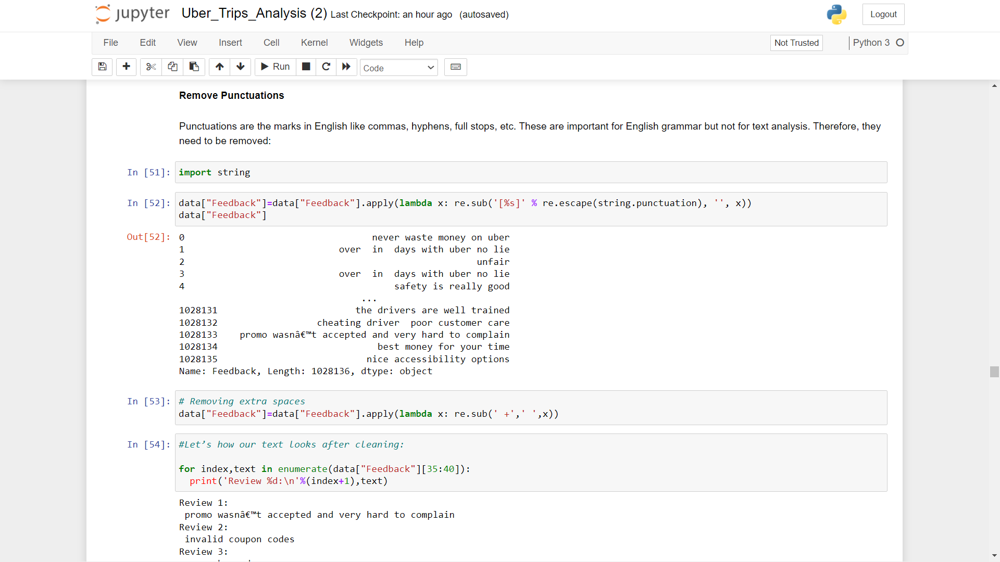 jupyter Uber_Trips_Analysis (2) Last Checkpoint: an hour ago (autosaved) Logout
File Edit View Insert Cell Kernel Widgets Help Not Trusted Python 3
Run Code
Remove Punctuations
Punctuations are the marks in English like commas, hyphens, full stops, etc. These are important for English grammar but not for text analysis. Therefore, they
need to be removed:
In [51]: import string
In [52]: data["Feedback"]=data["Feedback"].apply(lambda x: re.sub('[%s]' % re.escape(string.punctuation), '', x))
data["Feedback"]
Out[52]: 0 never waste money on uber
1 over  in  days with uber no lie
2 unfair
3 over  in  days with uber no lie
4 safety is really good
...
1028131 the drivers are well trained
1028132 cheating driver  poor customer care
1028133 promo wasnâ€™t accepted and very hard to complain
1028134 best money for your time
1028135 nice accessibility options
Name: Feedback, Length: 1028136, dtype: object
In [53]: # Removing extra spaces
data["Feedback"]=data["Feedback"].apply(lambda x: re.sub(' +',' ',x))
In [54]: #Let’s how our text looks after cleaning:
for index,text in enumerate(data["Feedback"][35:40]):
print('Review %d:\n'%(index+1),text)
Review 1:
promo wasnâ€™t accepted and very hard to complain
Review 2:
invalid coupon codes
Review 3: